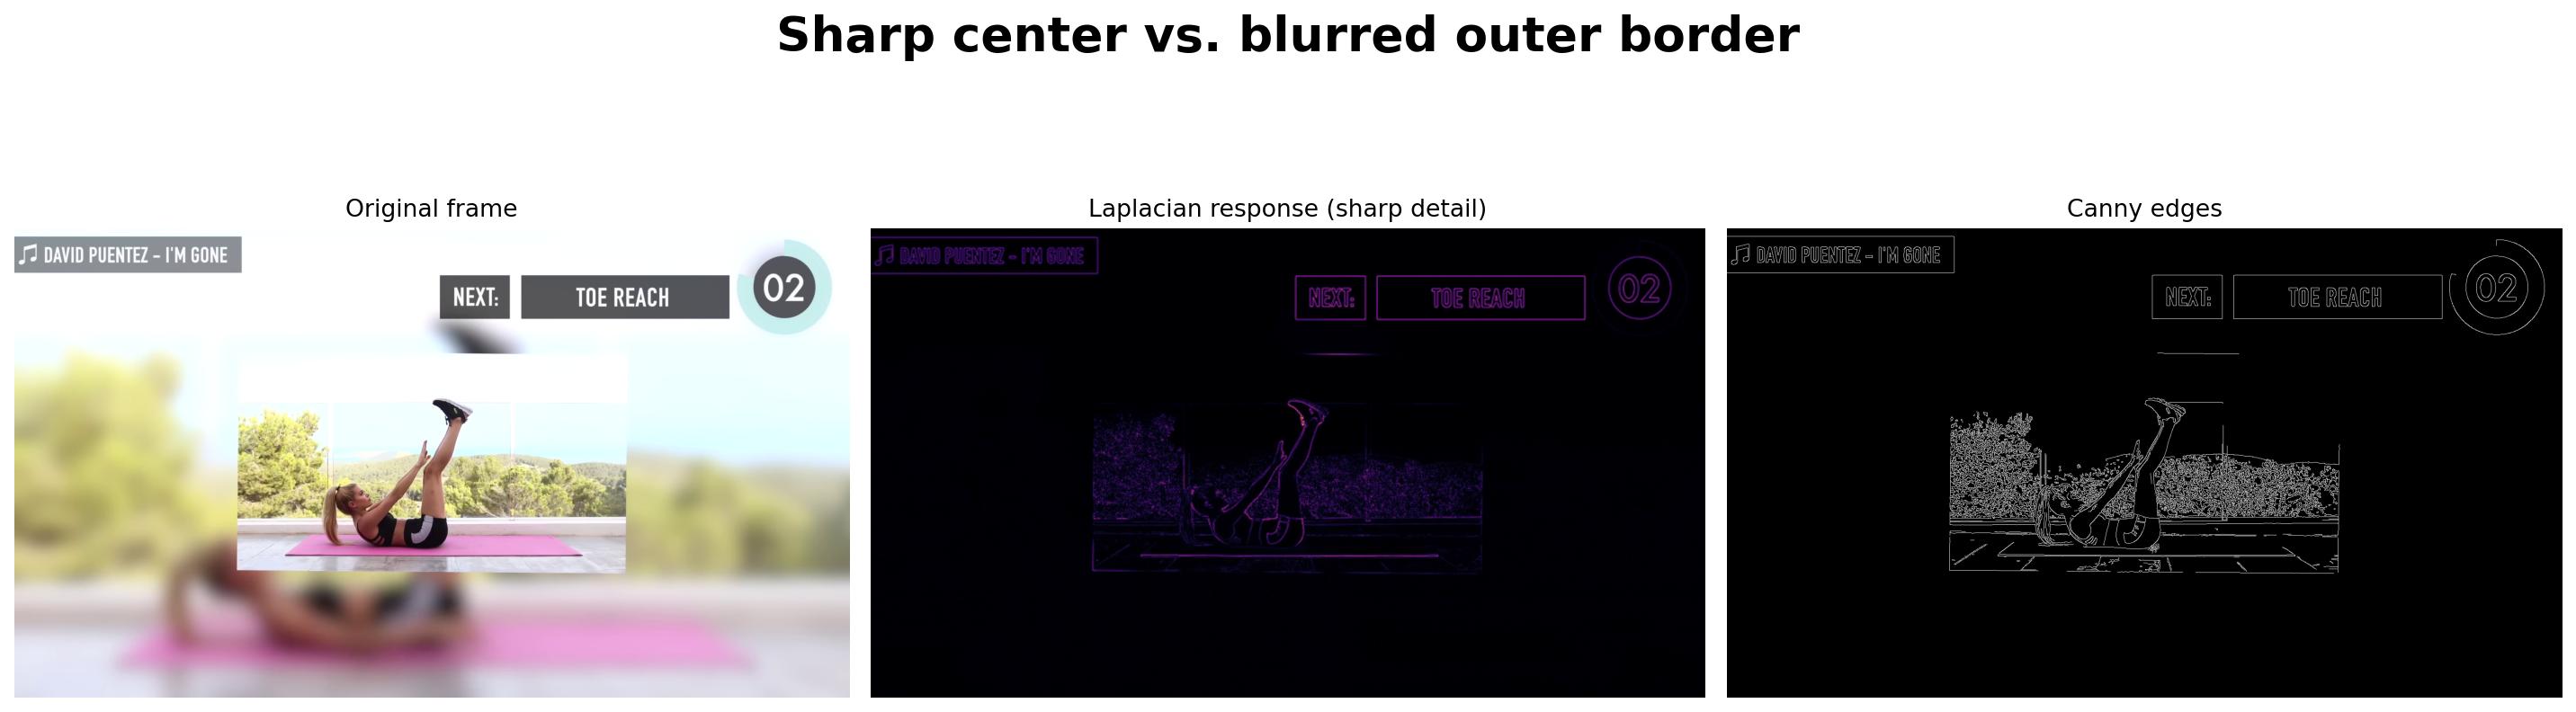 Sharp center vs. blurred outer border
Original frame
DAVID PUENTEZ - I'M GONE
NEXT:
TOE REACH
02
Laplacian response (sharp detail)
DAVID PUENTEZ - I'M GONE
NEXT:
TOE REACH
02
Canny edges
DAVID PUENTEZ - I'M GONE
NEXT:
TOE REACH
02